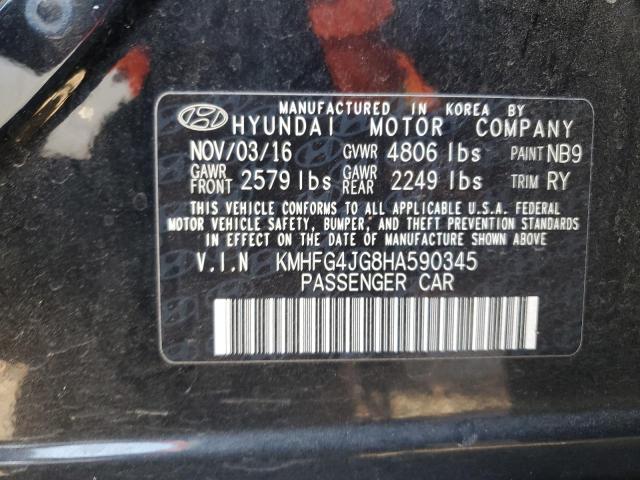 MANUFACTURED IN KOREA BY
HYUNDAI MOTOR COMPANY
NOV/03/16 GVWR 4806 lbs PAINT NB9
GAWR FRONT 2579 lbs GAWR REAR 2249 lbs TRIM RY
THIS VEHICLE CONFORMS TO ALL APPLICABLE U.S.A. FEDERAL
MOTOR VEHICLE SAFETY, BUMPER, AND THEFT PREVENTION STANDARDS
IN EFFECT ON THE DATE OF MANUFACTURE SHOWN ABOVE
V.I.N KMHFG4JG8HA590345
PASSENGER CAR